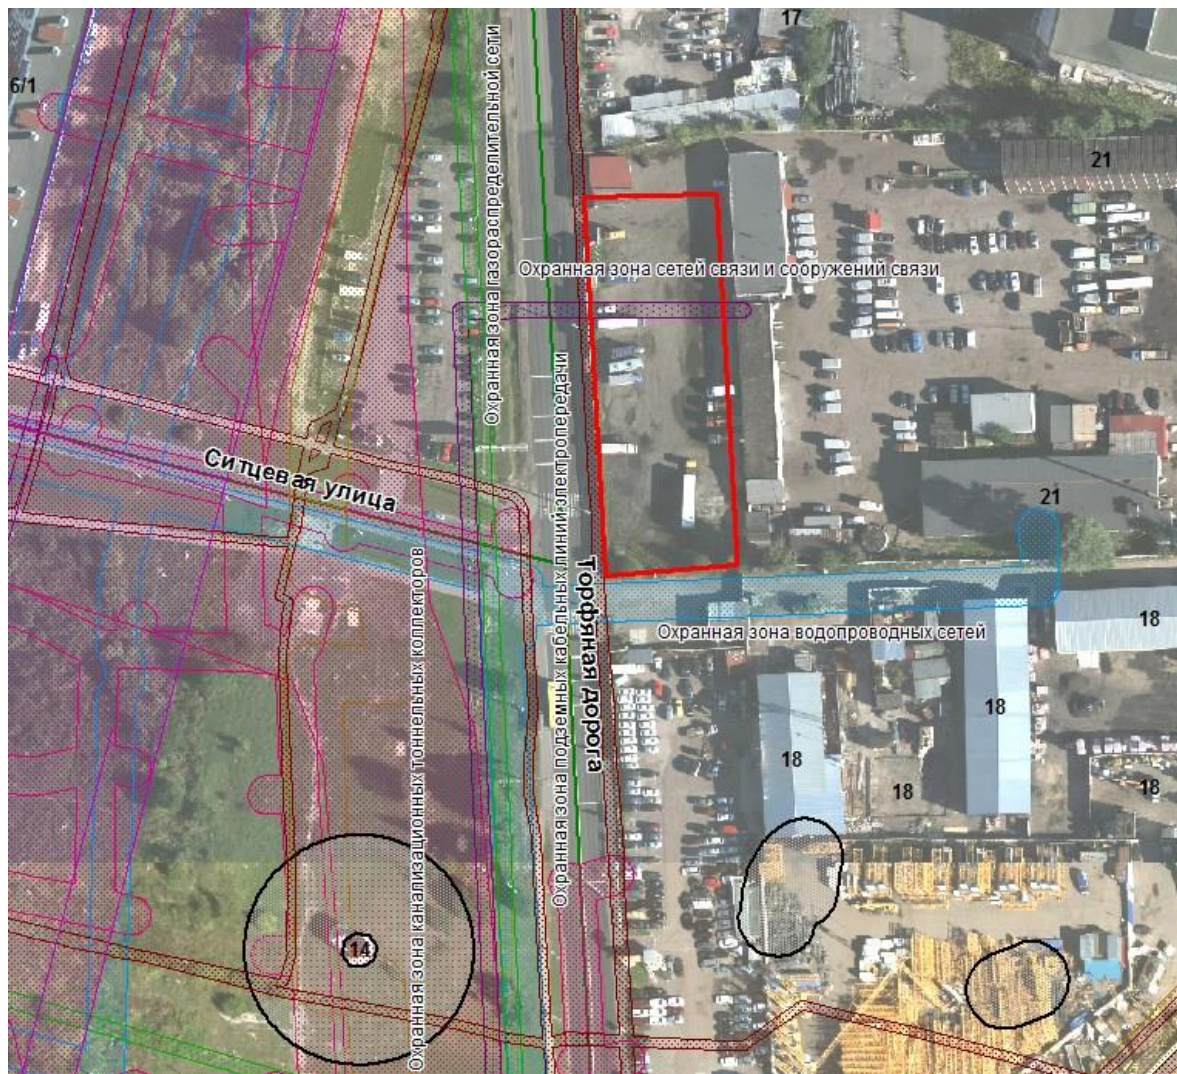 17
6/1
21
Охранная зона газораспределительной сети
Охранная зона сетей связи и сооружений связи
Ситцевая улица
21
Охранная зона подземных кабельных линий электропередачи
Торфяная дорога
Охранная зона канализационных тоннельных коллекторов
Охранная зона водопроводных сетей
18
18
18
18
18
14